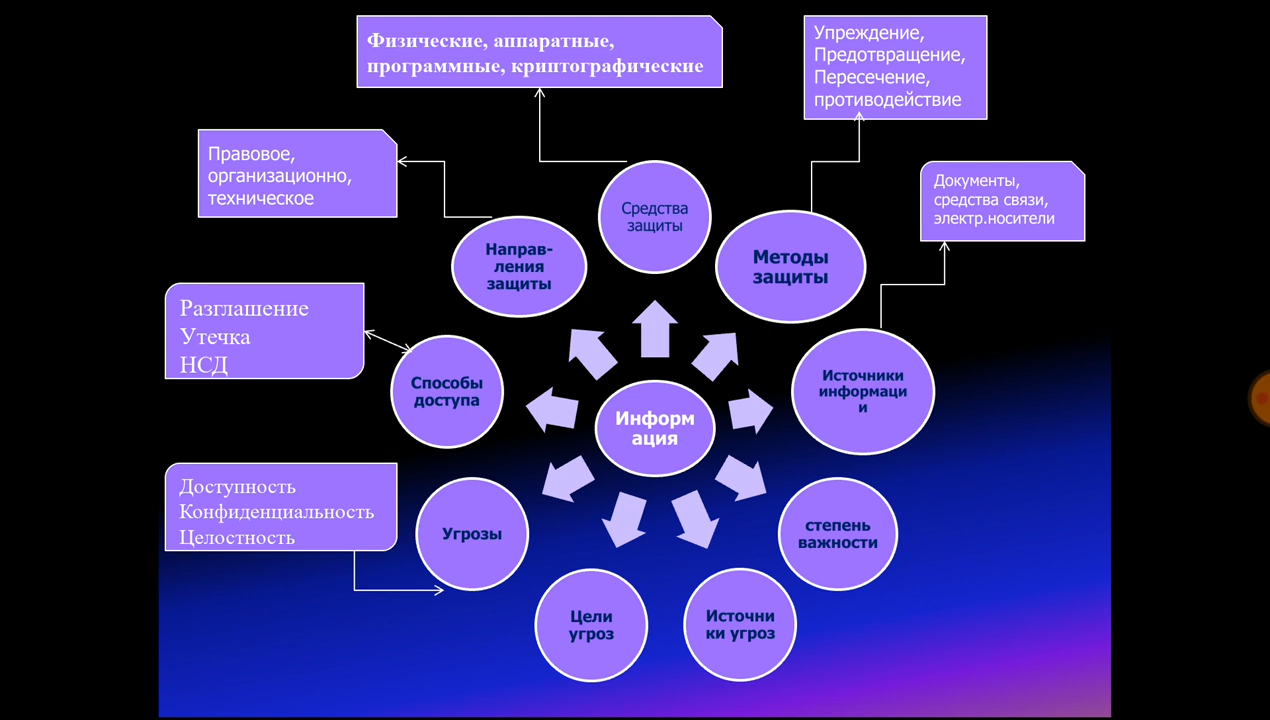 Физические, аппаратные,
программные, криптографические
Упреждение,
Предотвращение,
Пересечение,
противодействие
Правовое,
организационно,
техническое
Документы,
средства связи,
электр.носители
Средства
защиты
Направ-
ления
защиты
Методы
защиты
Разглашение
Утечка
НСД
Способы
доступа
Источники
информаци
и
Информ
ация
Доступность
Конфиденциальность
Целостность
Угрозы
степень
важности
Цели
угроз
Источни
ки угроз